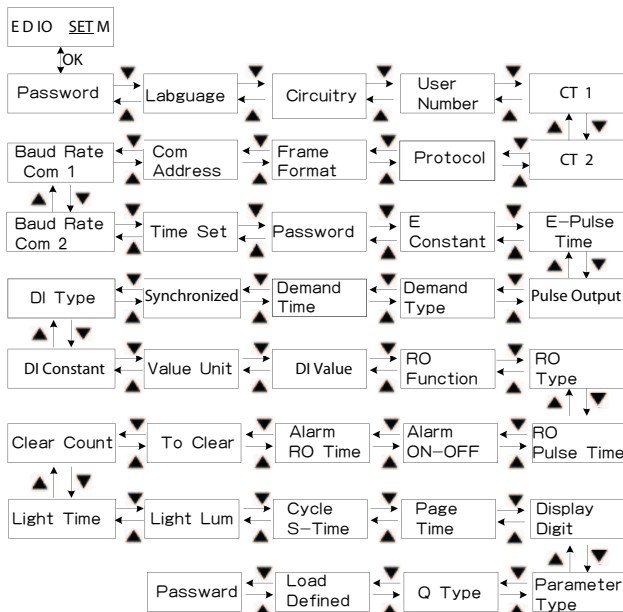 E D IO SET M
OK
Password Labguage Circuitry User Number CT 1
Baud Rate Com 1 Com Address Frame Format Protocol CT 2
Baud Rate Com 2 Time Set Password E Constant E-Pulse Time
DI Type Synchronized Demand Time Demand Type Pulse Output
DI Constant Value Unit DI Value RO Function RO Type
Clear Count To Clear Alarm RO Time Alarm ON-OFF RO Pulse Time
Light Time Light Lum Cycle S-Time Page Time Display Digit
Passward Load Defined Q Type Parameter Type